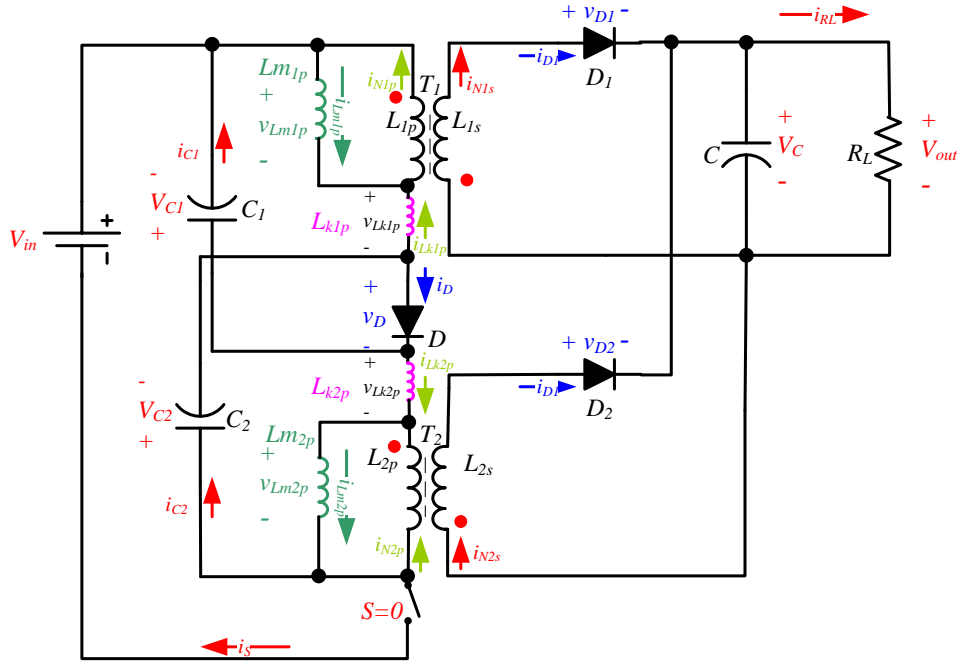 + vD1 -
iRL
iD1
D1
Lm1p
+
vLm1p
-
iLm1p
iN1p
T1
L1p
L1s
iN1s
C
+
VC
-
RL
+
Vout
-
iC1
-
VC1
+
C1
Lk1p
+
vLk1p
-
iLk1p
Vin
+
-
+
vD
-
iD
D
+ vD2 -
iD1
D2
Lk2p
+
vLk2p
-
iLk2p
-
VC2
+
C2
iC2
Lm2p
+
vLm2p
-
iLm2p
T2
L2p
L2s
iN2p
iN2s
S=0
iS